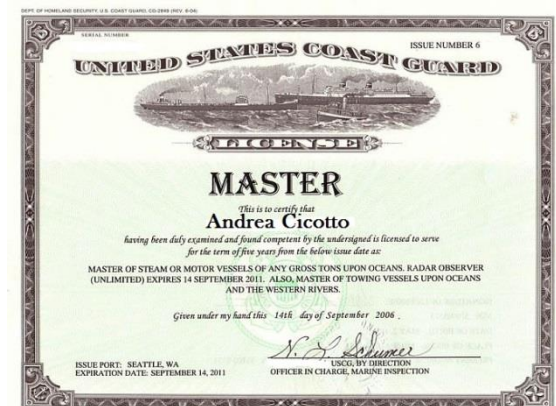 DEPT. OF HOMELAND SECURITY, U.S. COAST GUARD, CG-2849 (REV. 6-04)
SERIAL NUMBER
ISSUE NUMBER 6
UNITED STATES COAST GUARD
LICENSE
MASTER
This is to certify that
Andrea Cicotto
having been duly examined and found competent by the undersigned is licensed to serve
for the term of five years from the below issue date as:
MASTER OF STEAM OR MOTOR VESSELS OF ANY GROSS TONS UPON OCEANS. RADAR OBSERVER
(UNLIMITED) EXPIRES 14 SEPTEMBER 2011. ALSO, MASTER OF TOWING VESSELS UPON OCEANS
AND THE WESTERN RIVERS.
Given under my hand this 14th day of September 2006 .
N. L. Schumer
ISSUE PORT: SEATTLE, WA
USCG, BY DIRECTION
EXPIRATION DATE: SEPTEMBER 14, 2011
OFFICER IN CHARGE, MARINE INSPECTION